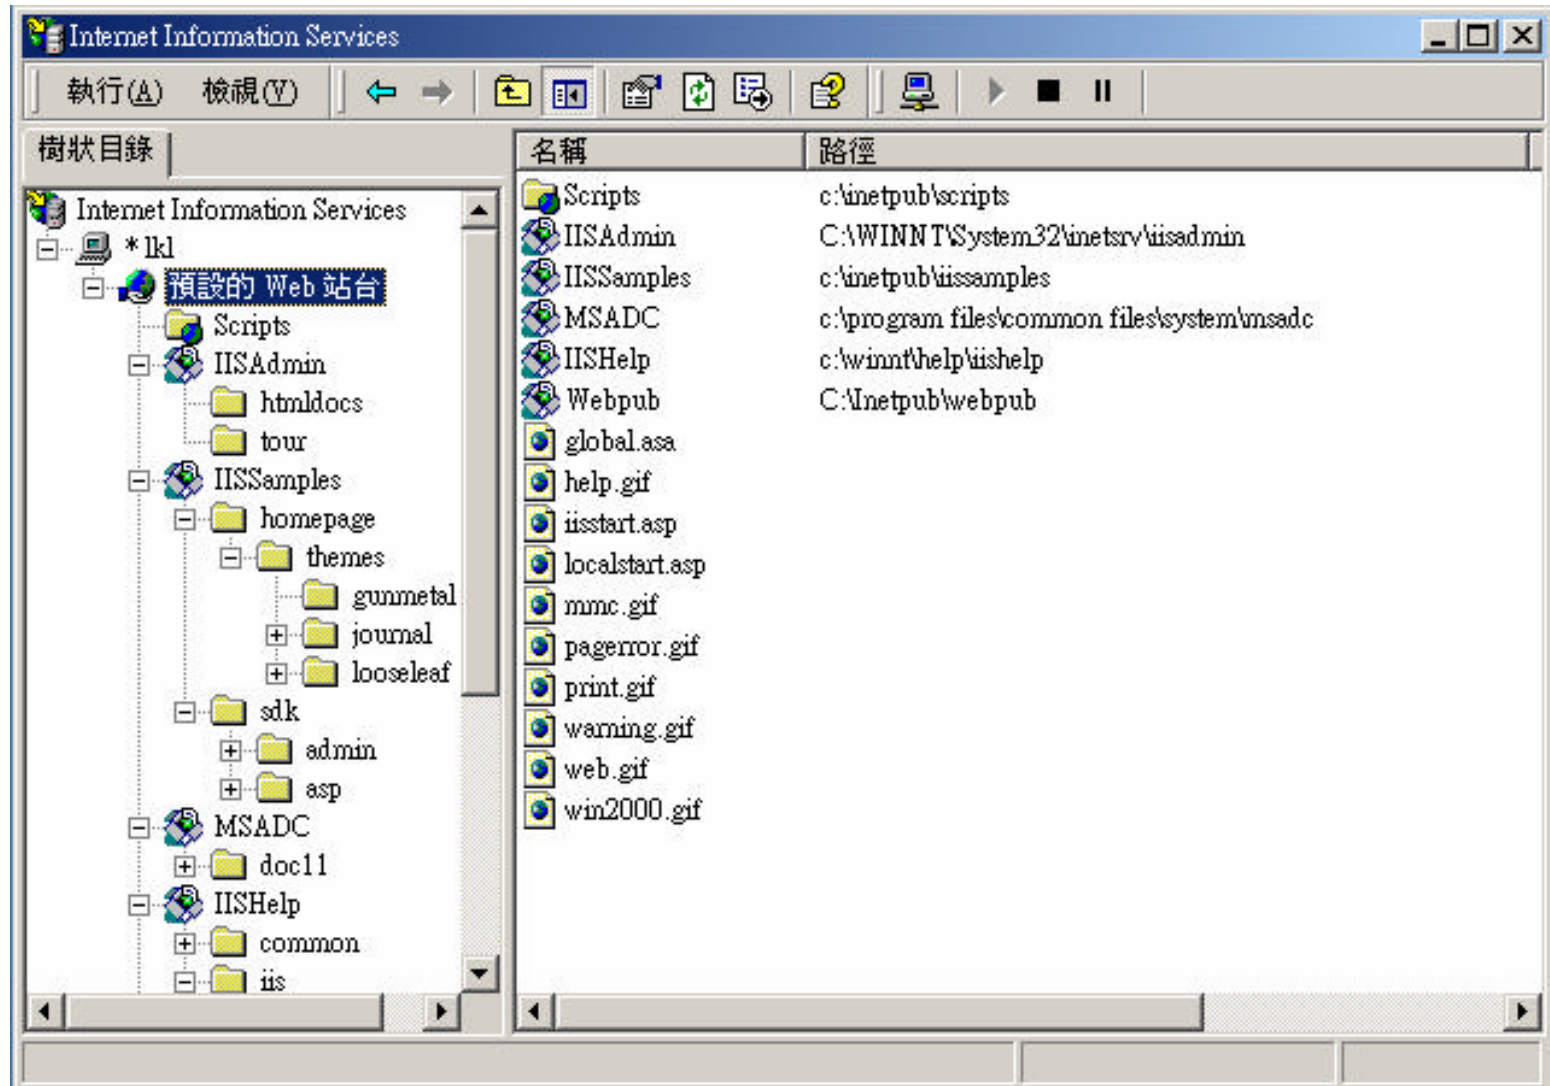 Internet Information Services
執行(A) 檢視(V)
樹狀目錄
Internet Information Services
* lkl
預設的 Web 站台
Scripts
IISAdmin
htmldocs
tour
IISSamples
homepage
themes
gunmetal
journal
looseleaf
sdk
admin
asp
MSADC
doc11
IISHelp
common
iis
名稱 路徑
Scripts c:\inetpub\scripts
IISAdmin C:\WINNT\System32\inetsrv\iisadmin
IISSamples c:\inetpub\iissamples
MSADC c:\program files\common files\system\msadc
IISHelp c:\winnt\help\iishelp
Webpub C:\Inetpub\webpub
global.asa
help.gif
iisstart.asp
localstart.asp
mmc.gif
pagerror.gif
print.gif
warning.gif
web.gif
win2000.gif